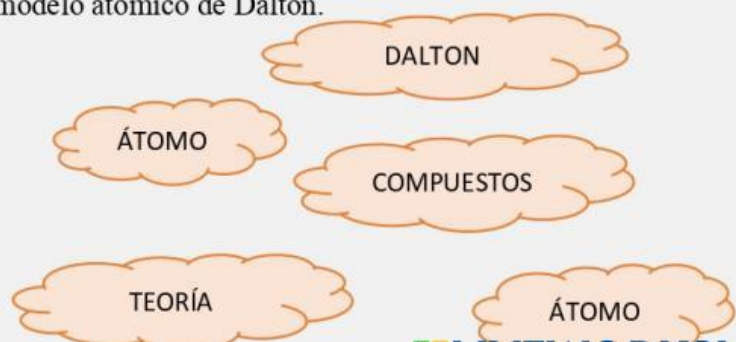 modelo atómico de Dalton.
DALTON
ÁTOMO
COMPUESTOS
TEORÍA
ÁTOMO